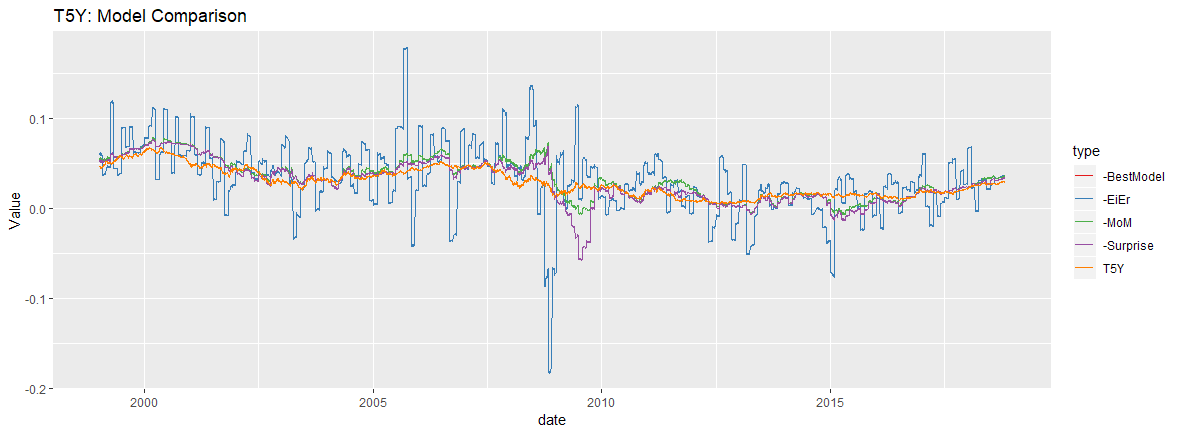 T5Y: Model Comparison
0.1
0.0
-0.1
-0.2
Value
2000
2005
2010
2015
date
type
-BestModel
-EiEr
-MoM
-Surprise
T5Y